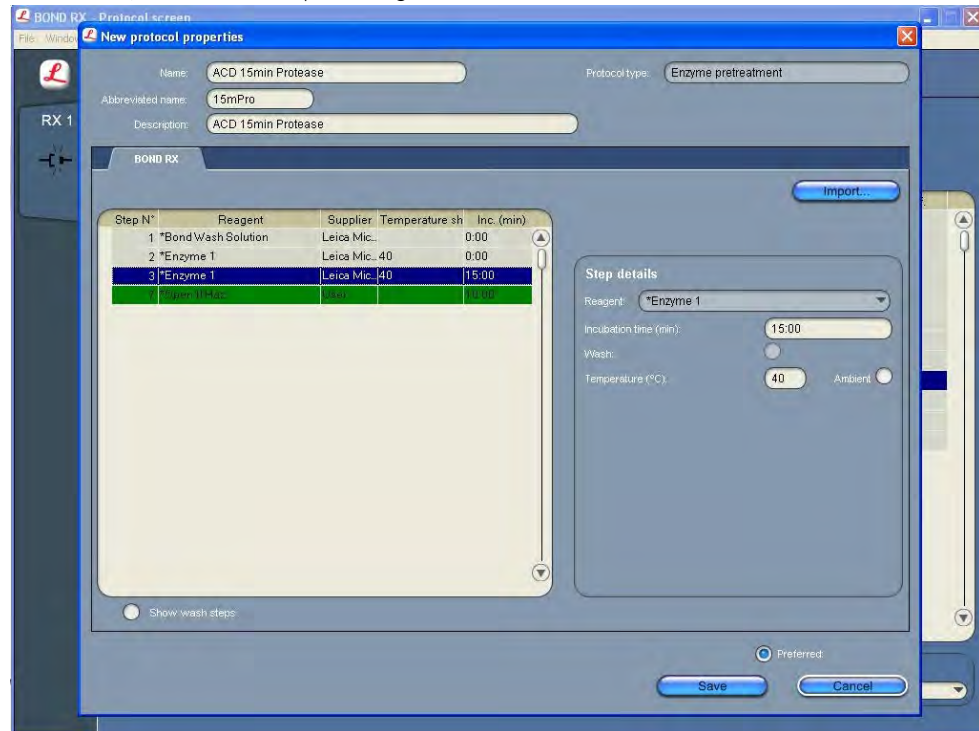 BOND RX - Protocol screen
File Window
New protocol properties
Name: ACD 15min Protease
Protocol type: Enzyme pretreatment
Abbreviated name: 15mPro
Description: ACD 15min Protease
RX 1
BOND RX
Import...
Step N° Reagent Supplier Temperature sh Inc. (min)
1 *Bond Wash Solution Leica Mic... 0:00
2 *Enzyme 1 Leica Mic... 40 0:00
3 *Enzyme 1 Leica Mic... 40 15:00
Step details
Reagent: *Enzyme 1
Incubation time (min): 15:00
Wash:
Temperature (°C): 40 Ambient
Show wash steps
Preferred:
Save Cancel